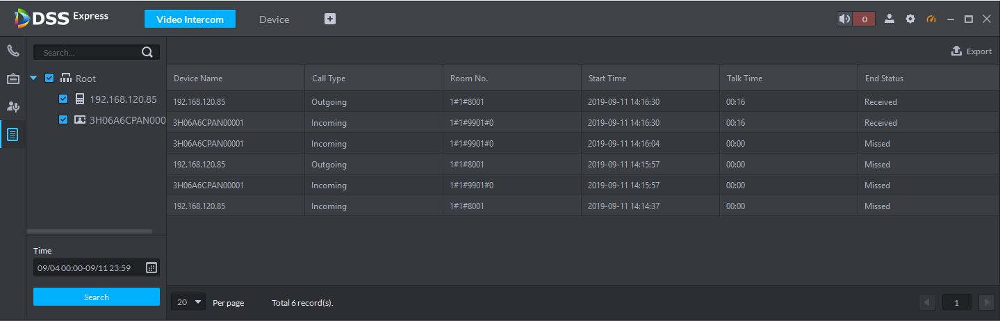 DSS Express Video Intercom Device 0
Search...
Export
Root
192.168.120.85
3H06A6CPAN000
Device Name Call Type Room No. Start Time Talk Time End Status
192.168.120.85 Outgoing 1#1#8001 2019-09-11 14:16:30 00:16 Received
3H06A6CPAN00001 Incoming 1#1#9901#0 2019-09-11 14:16:30 00:16 Received
3H06A6CPAN00001 Incoming 1#1#9901#0 2019-09-11 14:16:04 00:00 Missed
192.168.120.85 Outgoing 1#1#8001 2019-09-11 14:15:57 00:00 Missed
3H06A6CPAN00001 Incoming 1#1#9901#0 2019-09-11 14:15:57 00:00 Missed
192.168.120.85 Incoming 1#1#8001 2019-09-11 14:14:37 00:00 Missed
Time
09/04 00:00-09/11 23:59
Search
20 Per page Total 6 record(s). 1